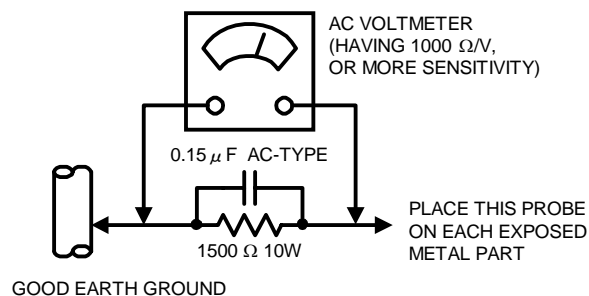 AC VOLTMETER
(HAVING 1000 Ω/V,
OR MORE SENSITIVITY)
0.15 μ F AC-TYPE
1500 Ω 10W
PLACE THIS PROBE
ON EACH EXPOSED
METAL PART
GOOD EARTH GROUND